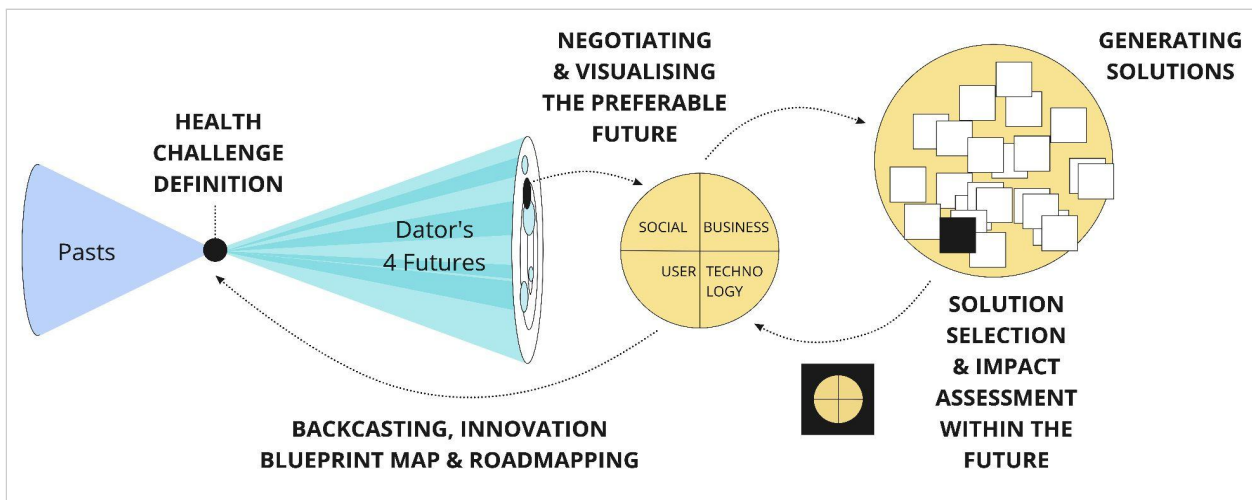 HEALTH
CHALLENGE
DEFINITION
Pasts
Dator's
4 Futures
NEGOTIATING
& VISUALISING
THE PREFERABLE
FUTURE
SOCIAL
BUSINESS
USER
TECHNO
LOGY
GENERATING
SOLUTIONS
SOLUTION
SELECTION
& IMPACT
ASSESSMENT
WITHIN THE
FUTURE
BACKCASTING, INNOVATION
BLUEPRINT MAP & ROADMAPPING